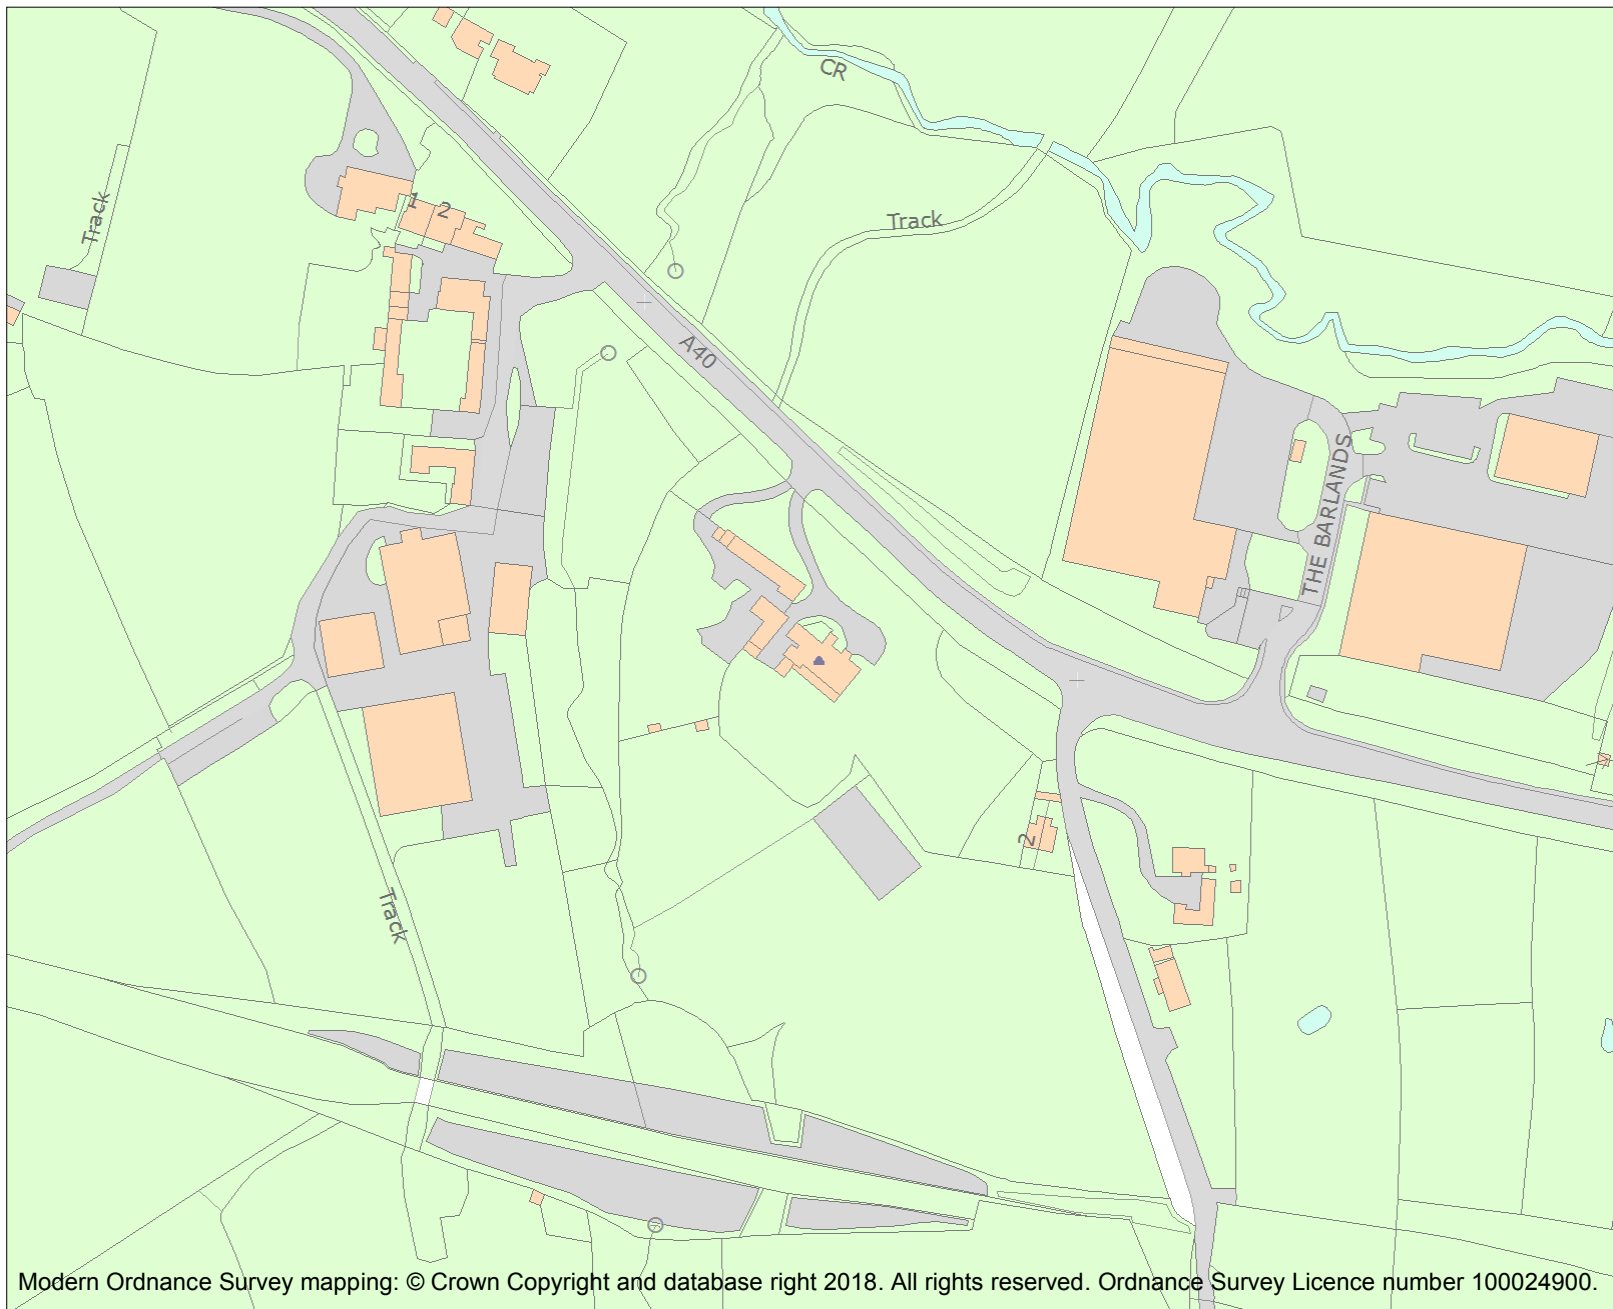 CR
Track
1
2
Track
A40
THE BARLANDS
2
Track
Modern Ordnance Survey mapping: © Crown Copyright and database right 2018. All rights reserved. Ordnance Survey Licence number 100024900.